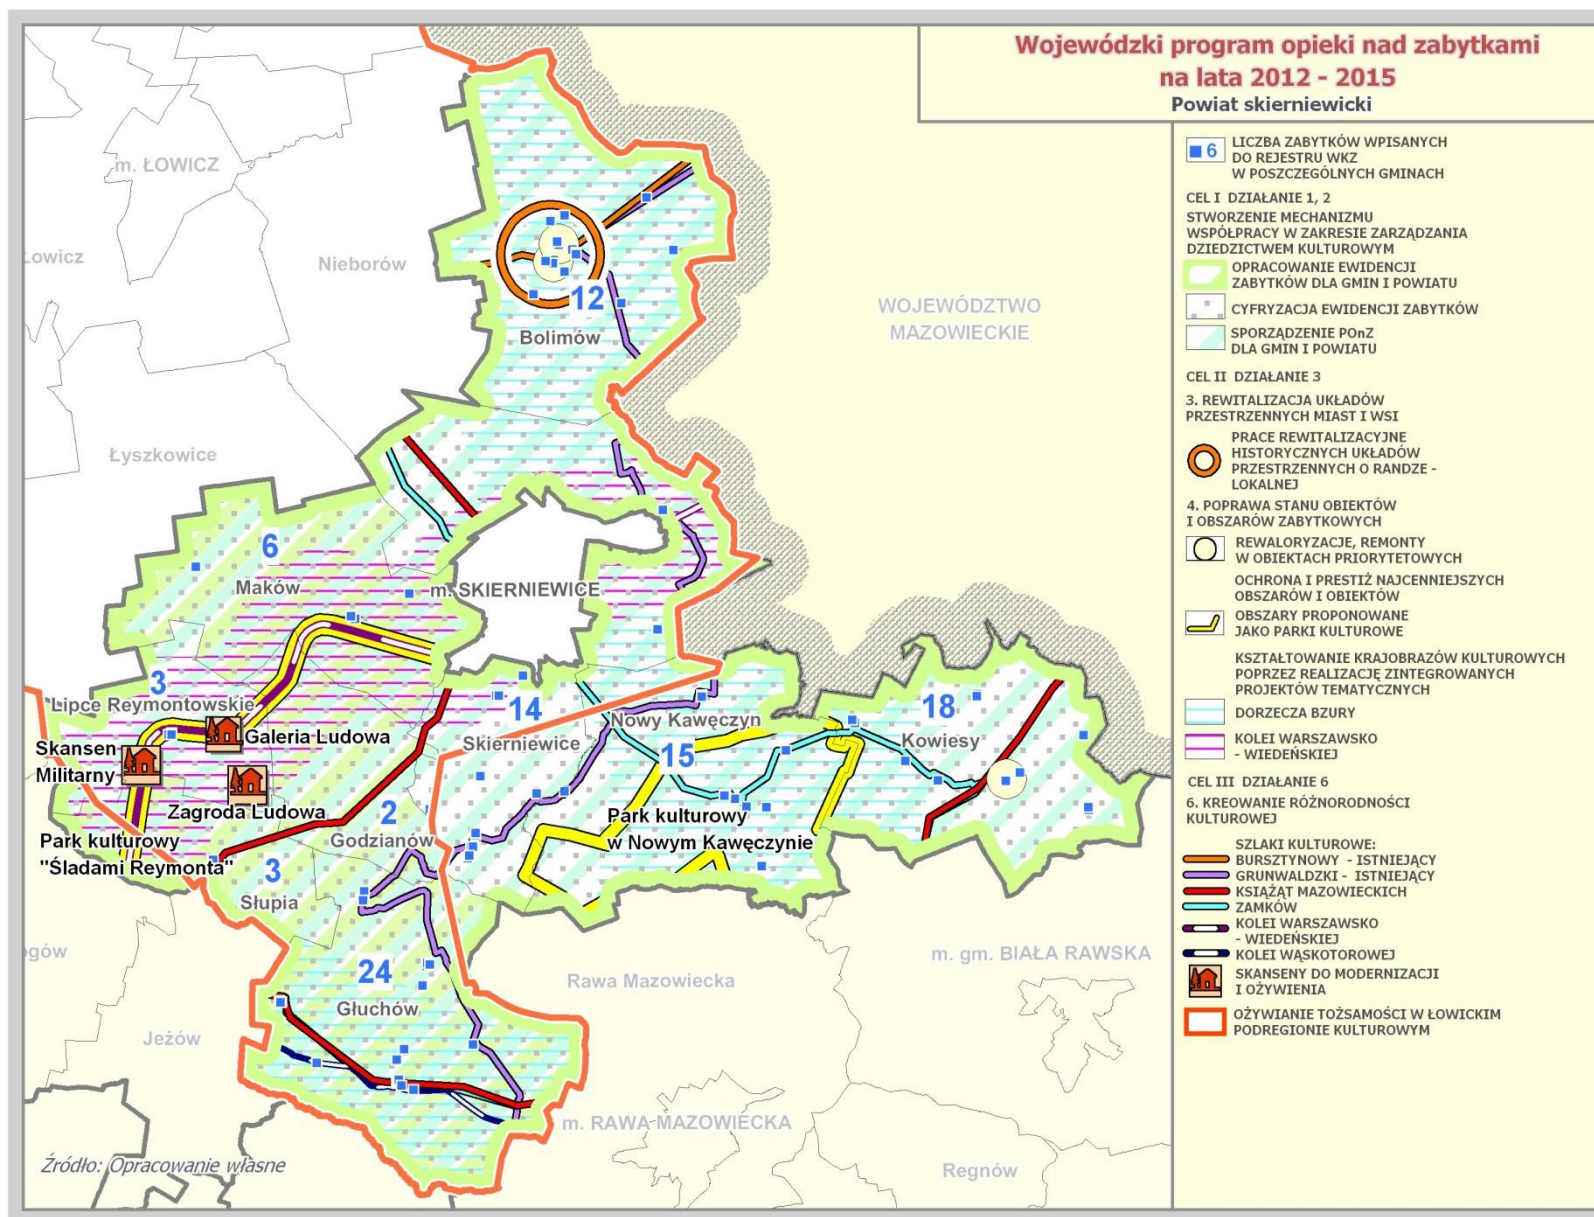 Wojewódzki program opieki nad zabytkami
na lata 2012 - 2015
Powiat skierniewicki
6 LICZBA ZABYTKÓW WPISANYCH
DO REJESTRU WKZ
W POSZCZEGÓLNYCH GMINACH
CEL I DZIAŁANIE 1, 2
STWORZENIE MECHANIZMU
WSPÓŁPRACY W ZAKRESIE ZARZĄDZANIA
DZIEDZICTWEM KULTUROWYM
OPRACOWANIE EWIDENCJI
ZABYTKÓW DLA GMIN I POWIATU
CYFRYZACJA EWIDENCJI ZABYTKÓW
SPORZĄDZENIE POnZ
DLA GMIN I POWIATU
CEL II DZIAŁANIE 3
3. REWITALIZACJA UKŁADÓW
PRZESTRZENNYCH MIAST I WSI
PRACE REWITALIZACYJNE
HISTORYCZNYCH UKŁADÓW
PRZESTRZENNYCH O RANDZE -
LOKALNEJ
4. POPRAWA STANU OBIEKTÓW
I OBSZARÓW ZABYTKOWYCH
REWALORYZACJE, REMONTY
W OBIEKTACH PRIORYTETOWYCH
OCHRONA I PRESTIŻ NAJCENNIEJSZYCH
OBSZARÓW I OBIEKTÓW
OBSZARY PROPONOWANE
JAKO PARKI KULTUROWE
KSZTAŁTOWANIE KRAJOBRAZÓW KULTUROWYCH
POPRZEZ REALIZACJĘ ZINTEGROWANYCH
PROJEKTÓW TEMATYCZNYCH
DORZECZA BZURY
KOLEI WARSZAWSKO
- WIEDEŃSKIEJ
CEL III DZIAŁANIE 6
6. KREOWANIE RÓŻNORODNOŚCI
KULTUROWEJ
SZLAKI KULTUROWE:
BURSZTYNOWY - ISTNIEJĄCY
GRUNWALDZKI - ISTNIEJĄCY
KSIĄŻĄT MAZOWIECKICH
ZAMKÓW
KOLEI WARSZAWSKO
- WIEDEŃSKIEJ
KOLEI WĄSKOTOROWEJ
SKANSENY DO MODERNIZACJI
I OŻYWIENIA
OŻYWIANIE TOŻSAMOŚCI W ŁOWICKIM
PODREGIONIE KULTUROWYM
m. ŁOWICZ
Łowicz
Nieborów
12
Bolimów
WOJEWÓDZTWO
MAZOWIECKIE
Łyszkowice
6
Maków
m. SKIERNIEWICE
3
Lipce Reymontowskie
14
Skierniewice
Nowy Kawęczyn
15
18
Kowiesy
Galeria Ludowa
Skansen
Militarny
Zagroda Ludowa
Park kulturowy
"Śladami Reymonta"
2
Godzianów
Park kulturowy
w Nowym Kawęczynie
3
Słupia
24
Głuchów
ogów
Jeżów
Rawa Mazowiecka
m. gm. BIAŁA RAWSKA
m. RAWA MAZOWIECKA
Regnów
Źródło: Opracowanie własne